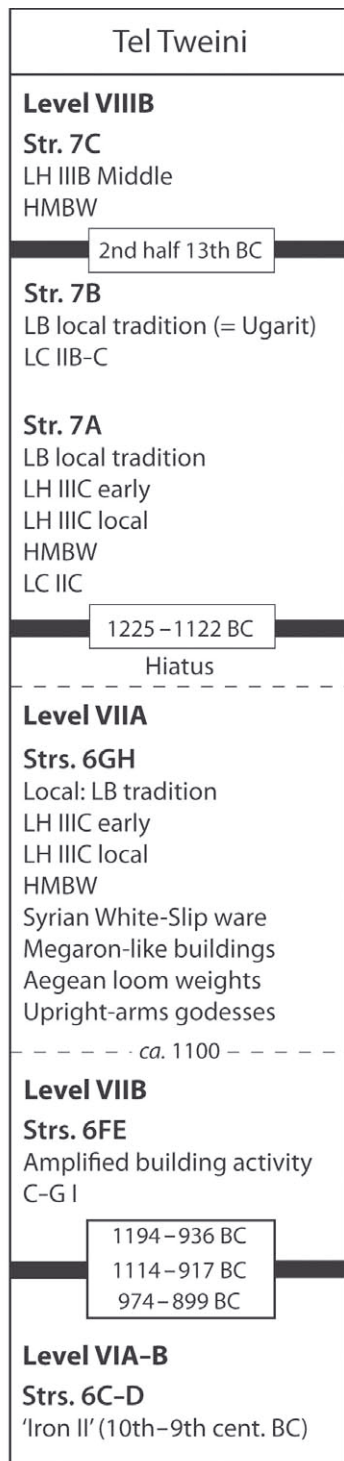 Tel Tweini
Level VIIIB
Str. 7C
LH IIIB Middle
HMBW
2nd half 13th BC
Str. 7B
LB local tradition (= Ugarit)
LC IIB–C
Str. 7A
LB local tradition
LH IIIC early
LH IIIC local
HMBW
LC IIC
1225–1122 BC
Hiatus
Level VIIA
Strs. 6GH
Local: LB tradition
LH IIIC early
LH IIIC local
HMBW
Syrian White-Slip ware
Megaron-like buildings
Aegean loom weights
Upright-arms godesses
ca. 1100
Level VIIB
Strs. 6FE
Amplified building activity
C–G I
1194–936 BC
1114–917 BC
974–899 BC
Level VIA–B
Strs. 6C–D
'Iron II' (10th–9th cent. BC)